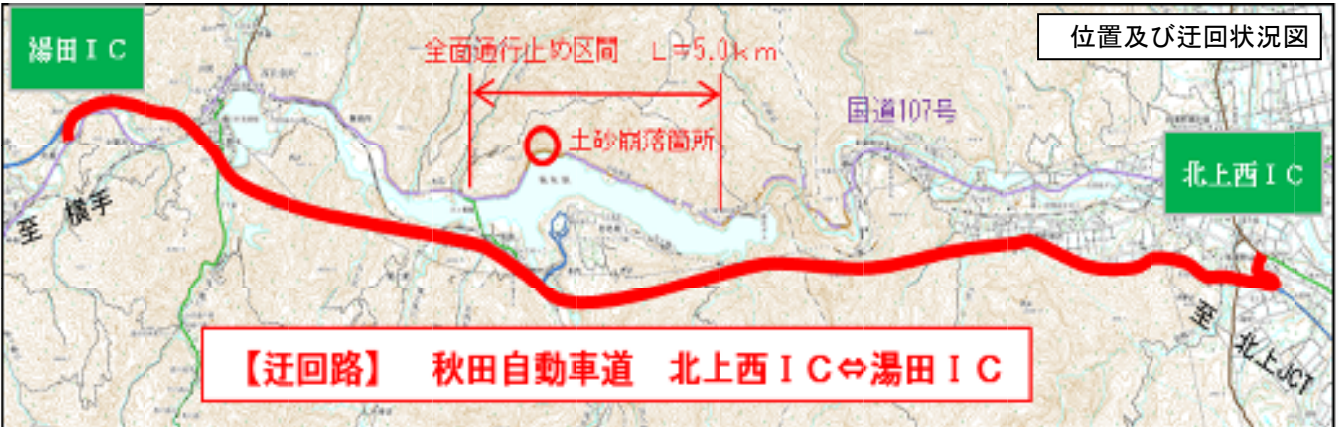 位置及び迂回状況図
湯田ＩＣ
全面通行止め区間　Ｌ=5.0ｋｍ
国道107号
土砂崩落箇所
北上西ＩＣ
至　横手
至　北上JCT
【迂回路】　秋田自動車道　北上西ＩＣ⇔湯田ＩＣ